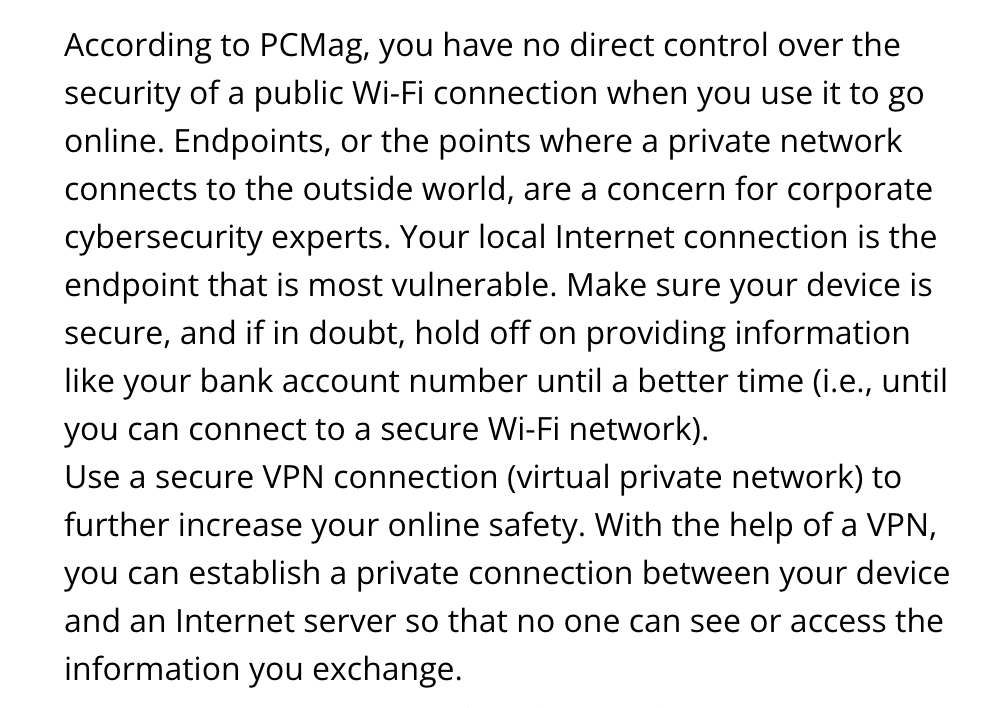 According to PCMag, you have no direct control over the
security of a public Wi-Fi connection when you use it to go
online. Endpoints, or the points where a private network
connects to the outside world, are a concern for corporate
cybersecurity experts. Your local Internet connection is the
endpoint that is most vulnerable. Make sure your device is
secure, and if in doubt, hold off on providing information
like your bank account number until a better time (i.e., until
you can connect to a secure Wi-Fi network).
Use a secure VPN connection (virtual private network) to
further increase your online safety. With the help of a VPN,
you can establish a private connection between your device
and an Internet server so that no one can see or access the
information you exchange.